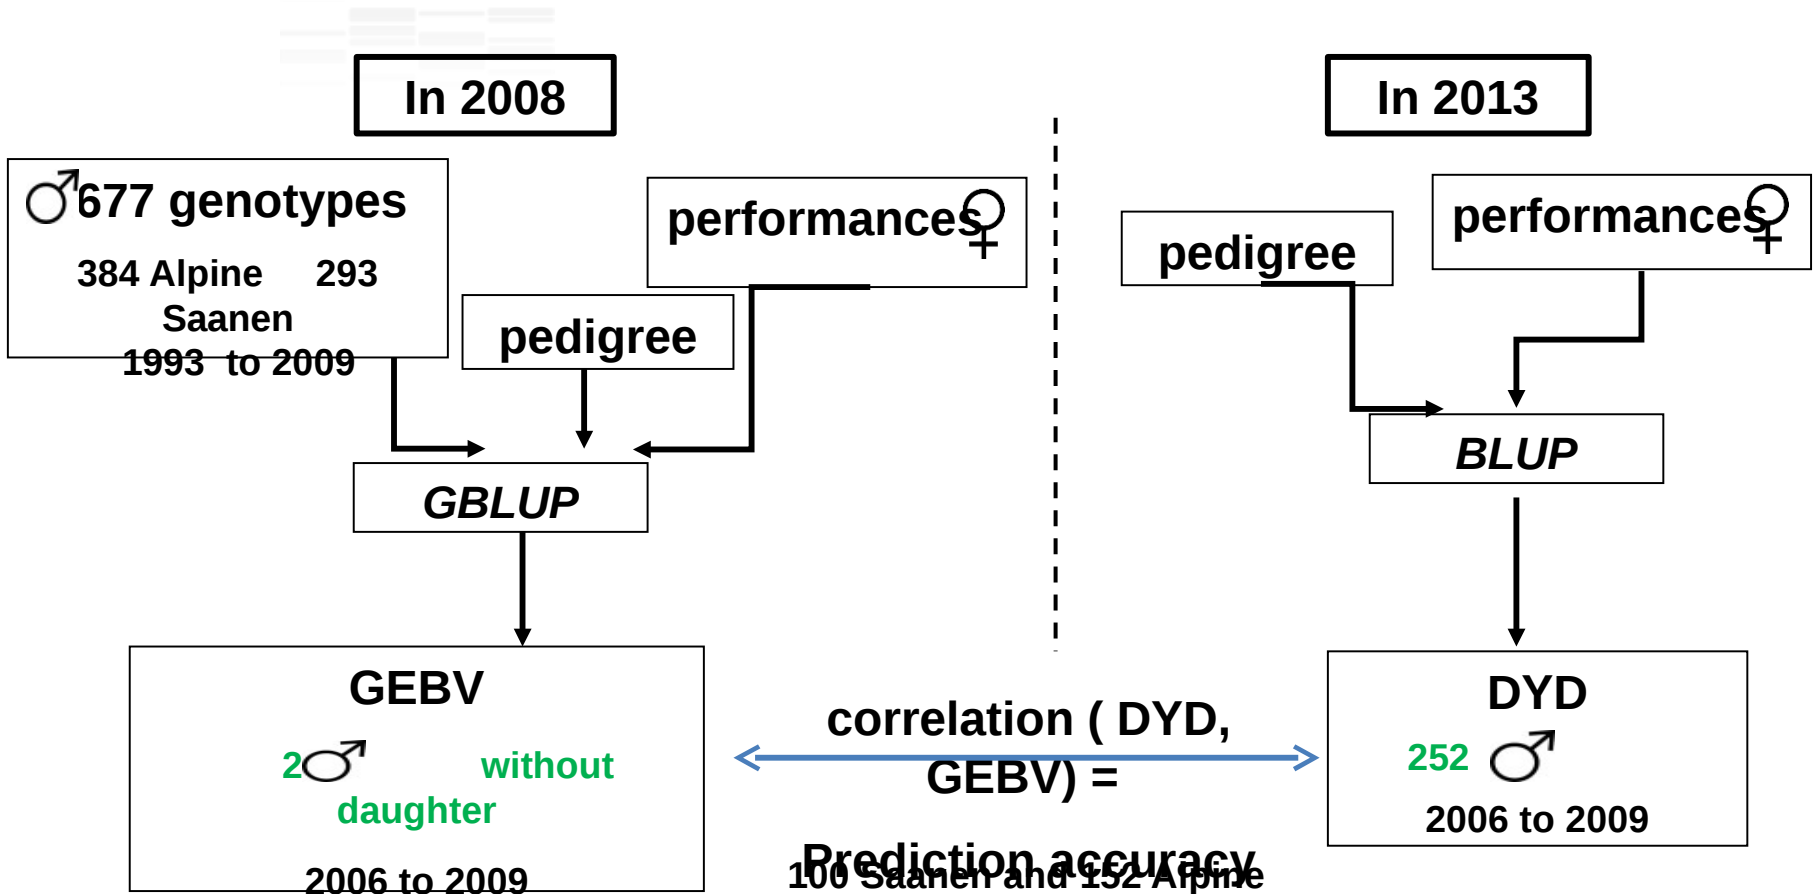 In 2008
In 2013
677 genotypes
384 Alpine 293
Saanen
1993 to 2009
performances
pedigree
pedigree
performances
GBLUP
BLUP
GEBV
2 without
daughter
2006 to 2009
correlation ( DYD,
GEBV) =
Prediction accuracy
100 Saanen and 152 Alpine
DYD
252
2006 to 2009